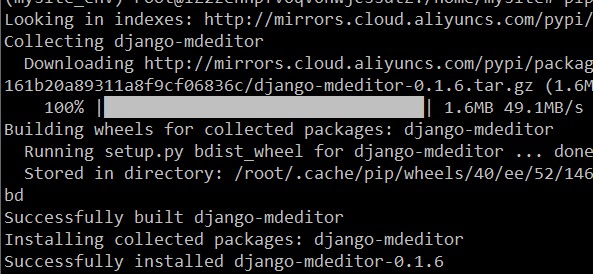 Looking in indexes: http://mirrors.cloud.aliyuncs.com/pypi/
Collecting django-mdeditor
Downloading http://mirrors.cloud.aliyuncs.com/pypi/packag
161b20a89311a8f9cf06836c/django-mdeditor-0.1.6.tar.gz (1.6M
100% | | 1.6MB 49.1MB/s
Building wheels for collected packages: django-mdeditor
Running setup.py bdist_wheel for django-mdeditor ... done
Stored in directory: /root/.cache/pip/wheels/40/ee/52/146
bd
Successfully built django-mdeditor
Installing collected packages: django-mdeditor
Successfully installed django-mdeditor-0.1.6